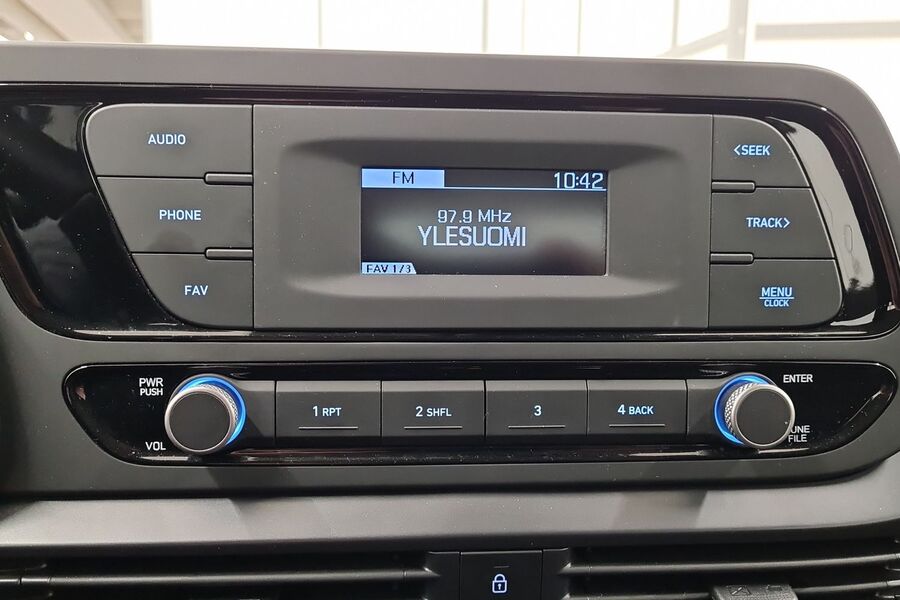 AUDIO
PHONE
FAV
FM 10:42
97.9 MHz
YLESUOMI
FAV 1/3
<SEEK
TRACK>
MENU
CLOCK
PWR
PUSH
VOL
1 RPT
2 SHFL
3
4 BACK
ENTER
FILE